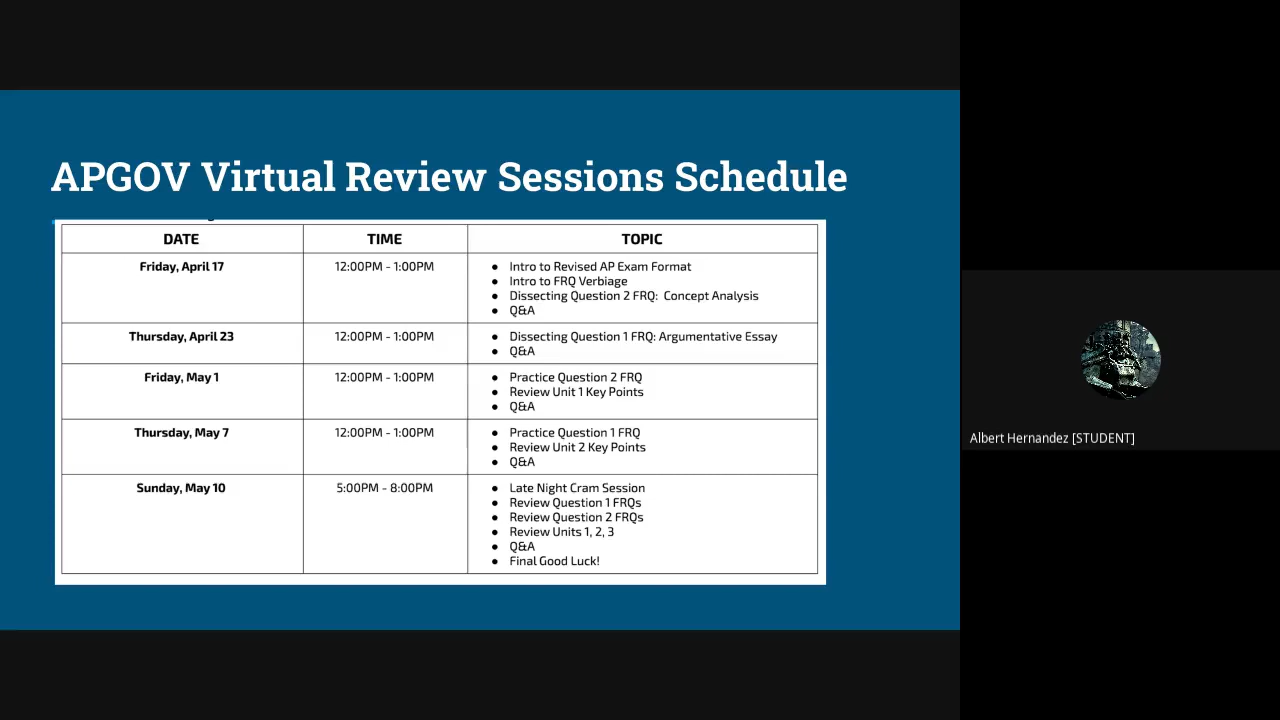 APGOV Virtual Review Sessions Schedule
DATE TIME TOPIC
Friday, April 17 12:00PM - 1:00PM ● Intro to Revised AP Exam Format
● Intro to FRQ Verbiage
● Dissecting Question 2 FRQ: Concept Analysis
● Q&A
Thursday, April 23 12:00PM - 1:00PM ● Dissecting Question 1 FRQ: Argumentative Essay
● Q&A
Friday, May 1 12:00PM - 1:00PM ● Practice Question 2 FRQ
● Review Unit 1 Key Points
● Q&A
Thursday, May 7 12:00PM - 1:00PM ● Practice Question 1 FRQ
● Review Unit 2 Key Points
● Q&A
Sunday, May 10 5:00PM - 8:00PM ● Late Night Cram Session
● Review Question 1 FRQs
● Review Question 2 FRQs
● Review Units 1, 2, 3
● Q&A
● Final Good Luck!
Albert Hernandez [STUDENT]